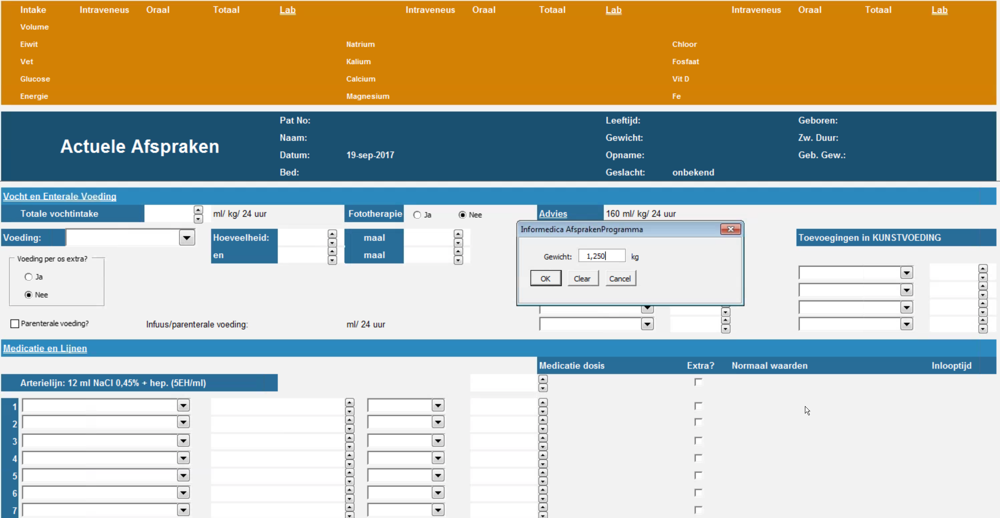 Intake Intraveneus Oraal Totaal Lab Intraveneus Oraal Totaal Lab Intraveneus Oraal Totaal Lab
Volume
Eiwit Natrium Chloor
Vet Kalium Fosfaat
Glucose Calcium Vit D
Energie Magnesium Fe
Actuele Afspraken
Pat No: Leeftijd: Geboren:
Naam: Gewicht: Zw. Duur:
Datum: 19-sep-2017 Opname: Geb. Gew.:
Bed: Geslacht: onbekend
Vocht en Enterale Voeding
Totale vochtintake ml/ kg/ 24 uur Fototherapie Ja Nee Advies 160 ml/ kg/ 24 uur
Informedica AfsprakenProgramma
Gewicht: 1,250 kg
OK Clear Cancel
Voeding: Hoeveelheid: maal Toevoegingen in KUNSTVOEDING
en maal
Voeding per os extra?
Ja
Nee
Parenterale voeding? Infuus/parenterale voeding: ml/ 24 uur
Medicatie en Lijnen
Medicatie dosis Extra? Normaal waarden Inlooptijd
Arterielijn: 12 ml NaCl 0,45% + hep. (5EH/ml)
1
2
3
4
5
6
7